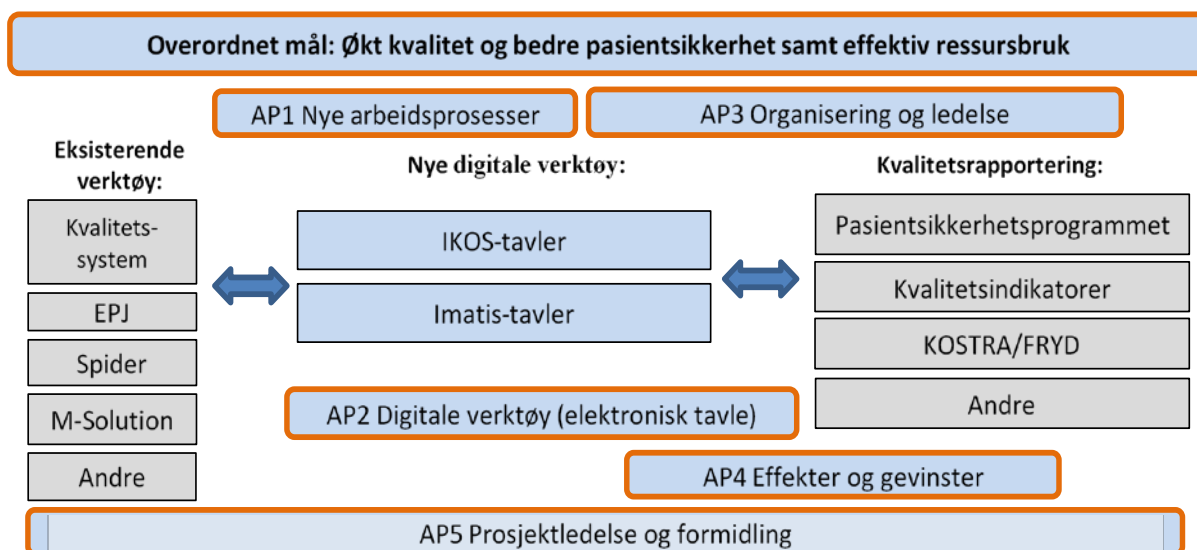 Overordnet mål: Økt kvalitet og bedre pasientsikkerhet samt effektiv ressursbruk
AP1 Nye arbeidsprosesser
AP3 Organisering og ledelse
Eksisterende
verktøy:
Nye digitale verktøy:
Kvalitetsrapportering:
Kvalitets-
system
EPJ
Spider
M-Solution
Andre
IKOS-tavler
Imatis-tavler
Pasientsikkerhetsprogrammet
Kvalitetsindikatorer
KOSTRA/FRYD
Andre
AP2 Digitale verktøy (elektronisk tavle)
AP4 Effekter og gevinster
AP5 Prosjektledelse og formidling